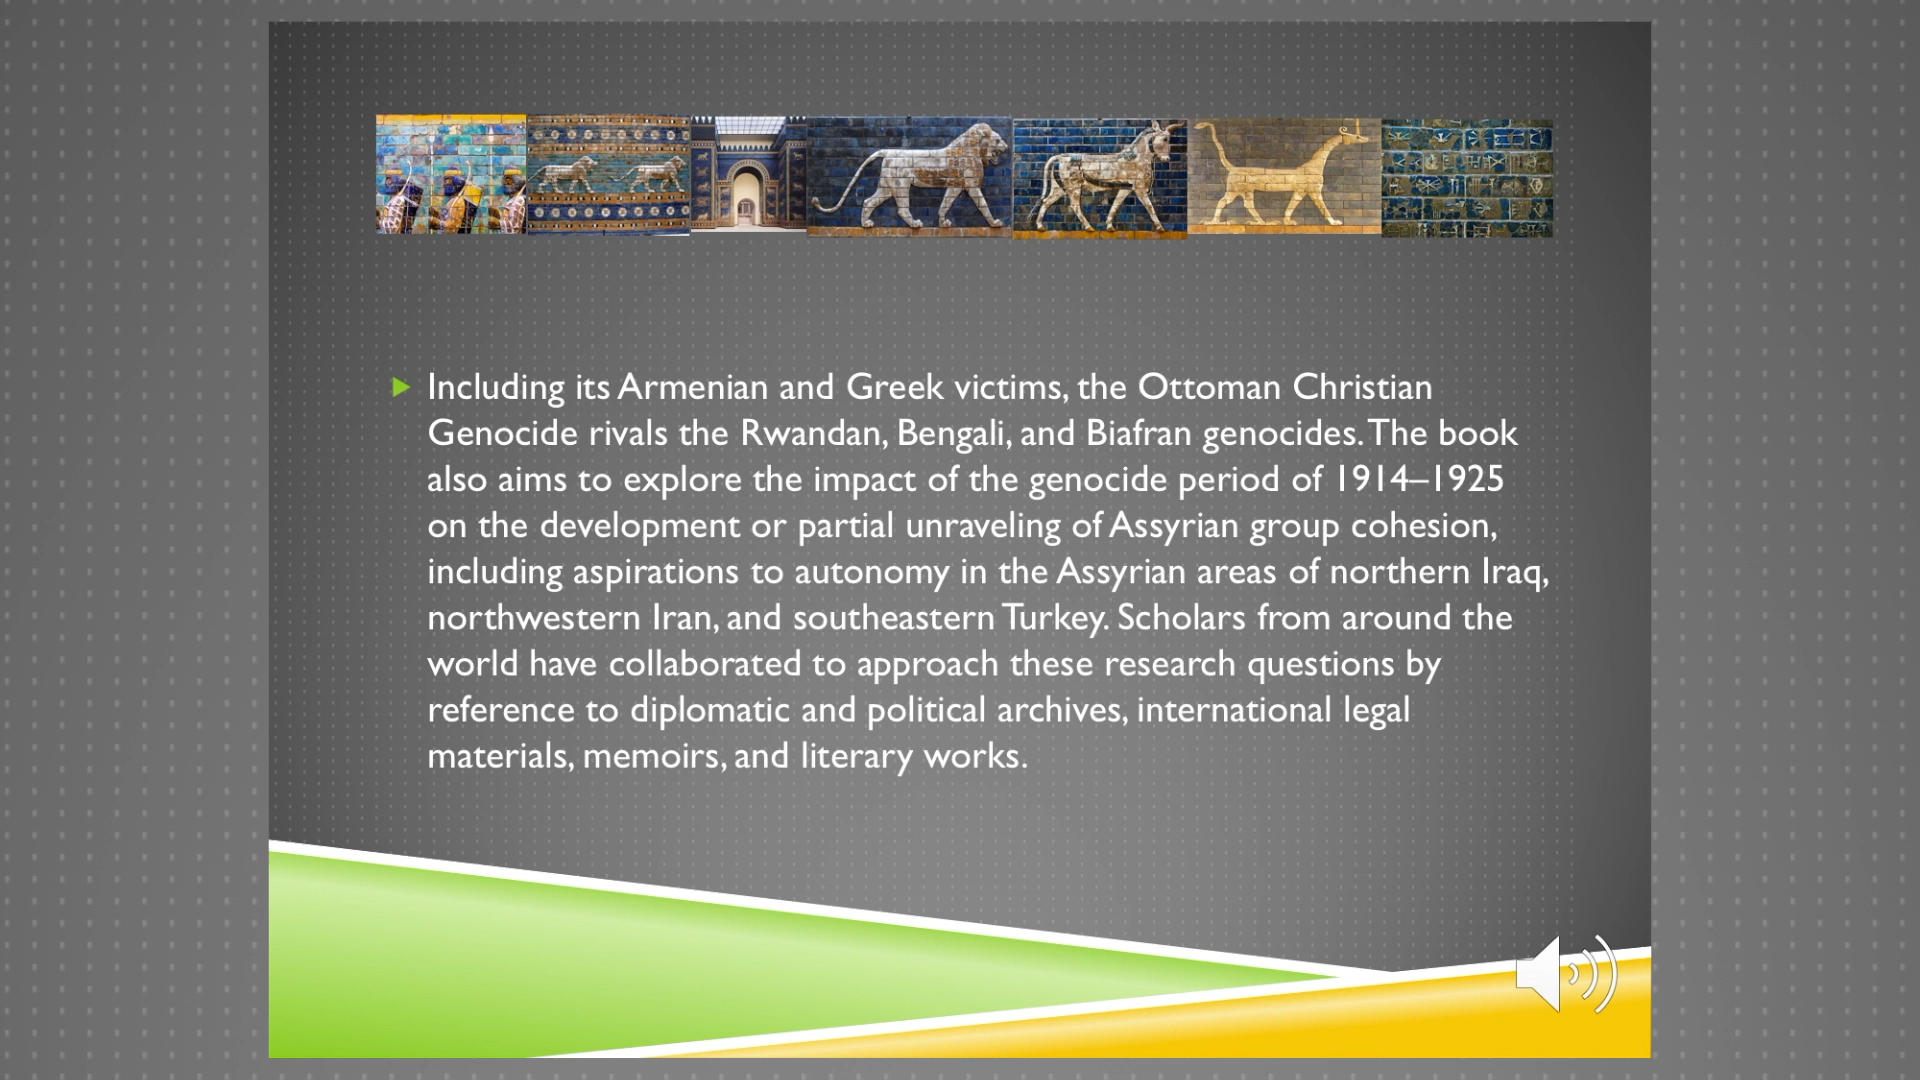 Including its Armenian and Greek victims, the Ottoman Christian
Genocide rivals the Rwandan, Bengali, and Biafran genocides. The book
also aims to explore the impact of the genocide period of 1914–1925
on the development or partial unraveling of Assyrian group cohesion,
including aspirations to autonomy in the Assyrian areas of northern Iraq,
northwestern Iran, and southeastern Turkey. Scholars from around the
world have collaborated to approach these research questions by
reference to diplomatic and political archives, international legal
materials, memoirs, and literary works.